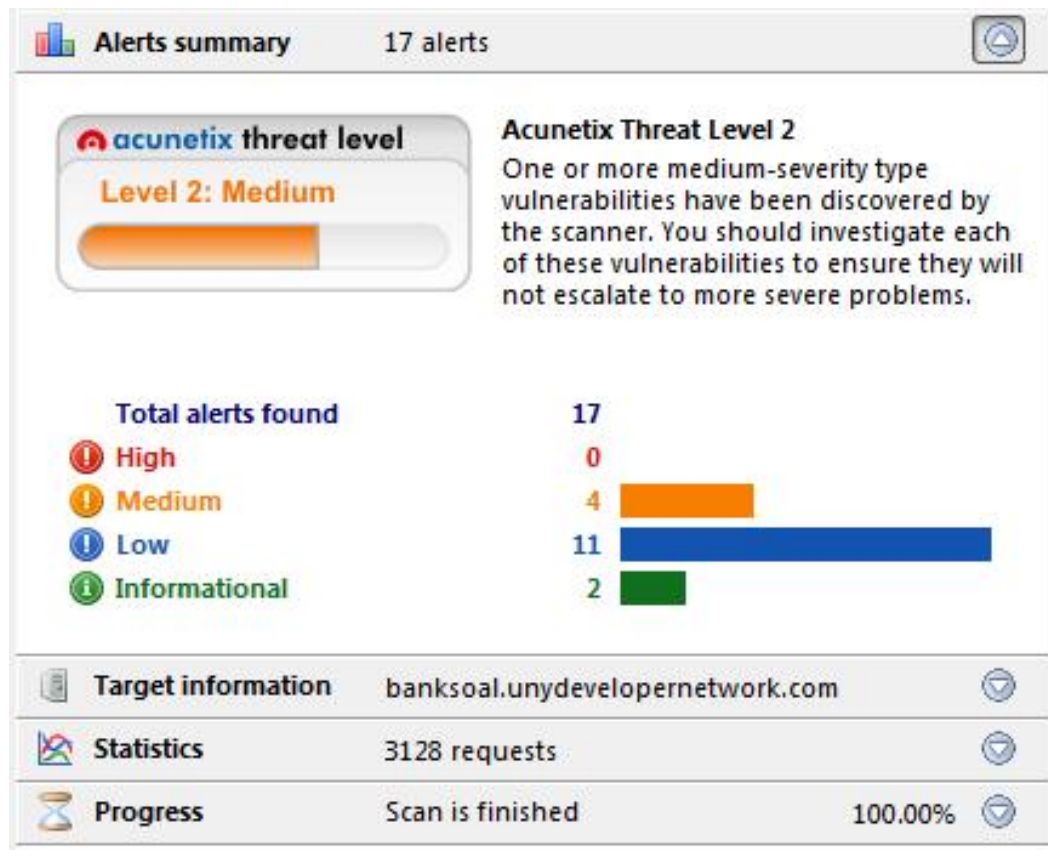 Alerts summary 17 alerts
acunetix threat level
Level 2: Medium
Acunetix Threat Level 2
One or more medium-severity type
vulnerabilities have been discovered by
the scanner. You should investigate each
of these vulnerabilities to ensure they will
not escalate to more severe problems.
Total alerts found 17
High 0
Medium 4
Low 11
Informational 2
Target information banksoal.unydevelopernetwork.com
Statistics 3128 requests
Progress Scan is finished 100.00%